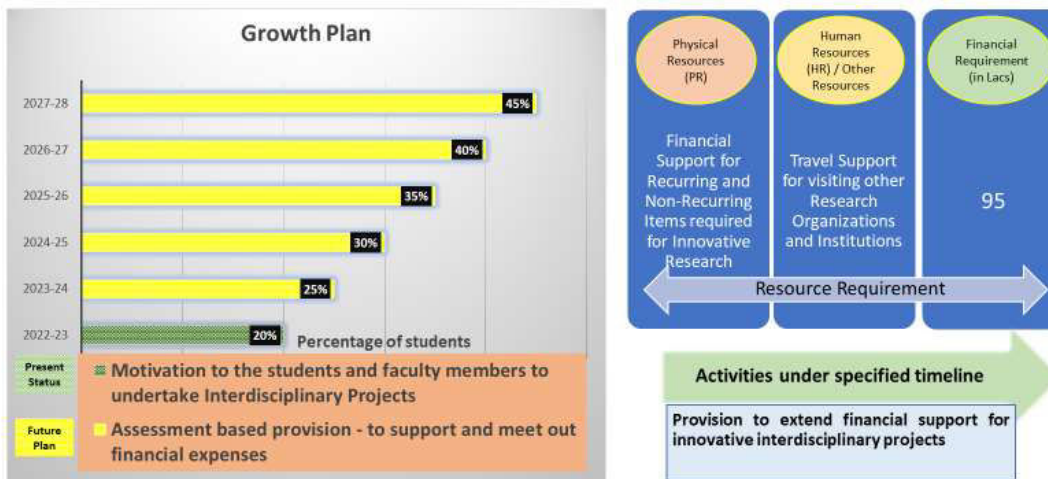 Growth Plan
2027-28
45%
2026-27
40%
2025-26
35%
2024-25
30%
2023-24
25%
2022-23
20%
Percentage of students
Present
Status
Motivation to the students and faculty members to
undertake Interdisciplinary Projects
Future
Plan
Assessment based provision - to support and meet out
financial expenses
Physical
Resources
(PR)
Financial
Support for
Recurring and
Non-Recurring
Items required
for Innovative
Research
Human
Resources
(HR) / Other
Resources
Travel Support
for visiting other
Research
Organizations
and Institutions
Financial
Requirement
(in Lacs)
95
Resource Requirement
Activities under specified timeline
Provision to extend financial support for
innovative interdisciplinary projects